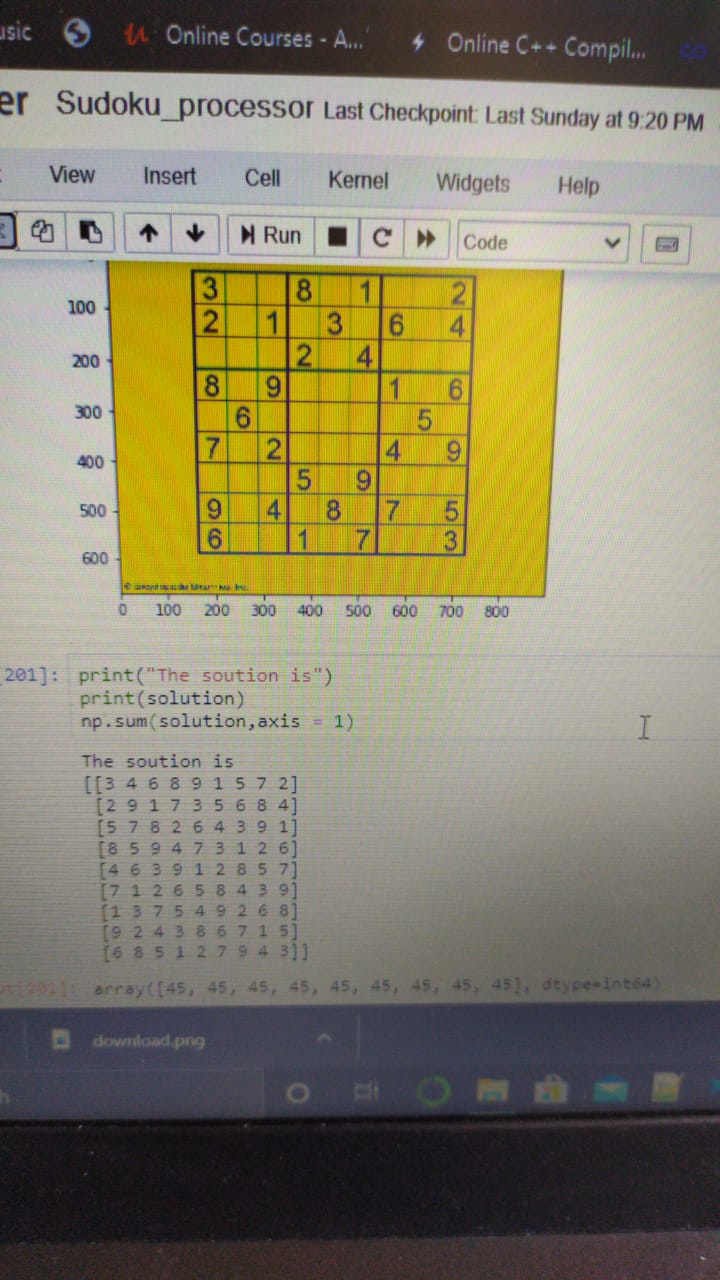 usic Online Courses - A... Online C++ Compil...
er Sudoku_processor Last Checkpoint: Last Sunday at 9:20 PM
View Insert Cell Kernel Widgets Help
Run Code
3 8 1 2
100
2 1 3 6 4
200 2 4
8 9 1 6
300 6 5
7 2 4 9
400
5 9
500 9 4 8 7 5
6 1 7 3
600
0 100 200 300 400 500 600 700 800
201]: print("The soution is")
print(solution)
np.sum(solution,axis = 1)
The soution is
[[3 4 6 8 9 1 5 7 2]
[2 9 1 7 3 5 6 8 4]
[5 7 8 2 6 4 3 9 1]
[8 5 9 4 7 3 1 2 6]
[4 6 3 9 1 2 8 5 7]
[7 1 2 6 5 8 4 3 9]
[1 3 7 5 4 9 2 6 8]
[9 2 4 3 8 6 7 1 5]
[6 8 5 1 2 7 9 4 3]]
ut[201]: array([45, 45, 45, 45, 45, 45, 45, 45, 45], dtype=int64)
download.png
h